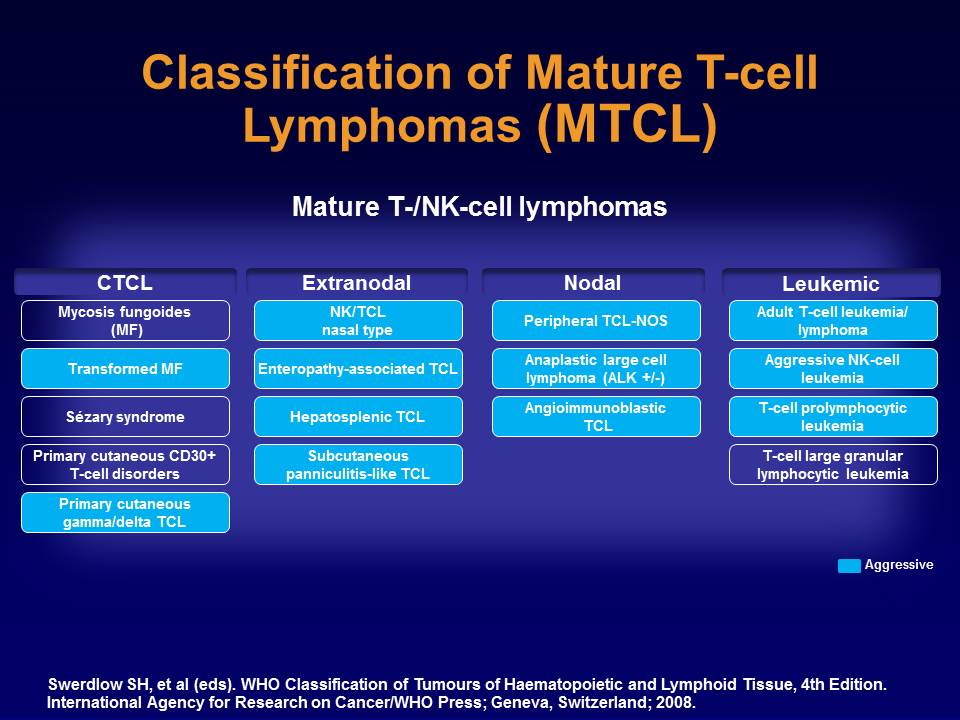 Classification of Mature T-cell
Lymphomas (MTCL)
Mature T-/NK-cell lymphomas
CTCL
Mycosis fungoides
(MF)
Transformed MF
Sézary syndrome
Primary cutaneous CD30+
T-cell disorders
Primary cutaneous
gamma/delta TCL
Extranodal
NK/TCL
nasal type
Enteropathy-associated TCL
Hepatosplenic TCL
Subcutaneous
panniculitis-like TCL
Nodal
Peripheral TCL-NOS
Anaplastic large cell
lymphoma (ALK +/-)
Angioimmunoblastic
TCL
Leukemic
Adult T-cell leukemia/
lymphoma
Aggressive NK-cell
leukemia
T-cell prolymphocytic
leukemia
T-cell large granular
lymphocytic leukemia
Aggressive
Swerdlow SH, et al (eds). WHO Classification of Tumours of Haematopoietic and Lymphoid Tissue, 4th Edition.
International Agency for Research on Cancer/WHO Press; Geneva, Switzerland; 2008.